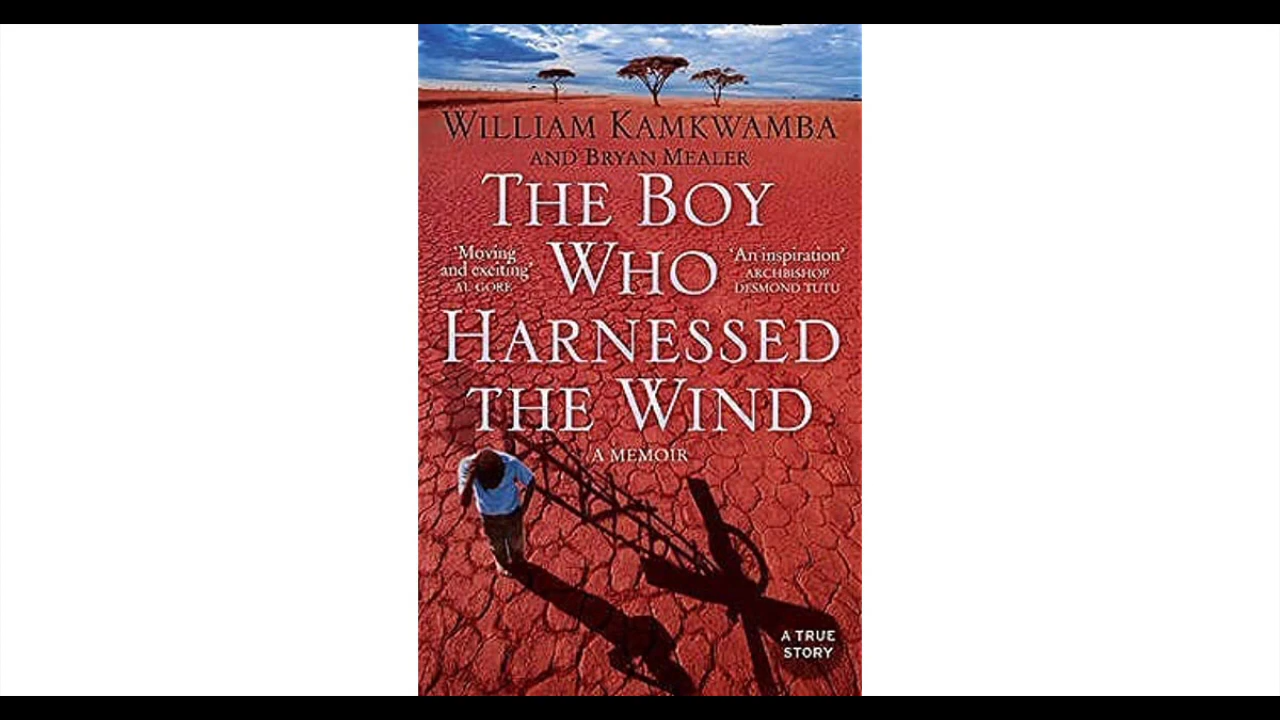 WILLIAM KAMKWAMBA
AND BRYAN MEALER
THE BOY
WHO
HARNESSED
THE WIND
'Moving
and exciting'
AL GORE
'An inspiration'
ARCHBISHOP
DESMOND TUTU
A MEMOIR
A TRUE
STORY